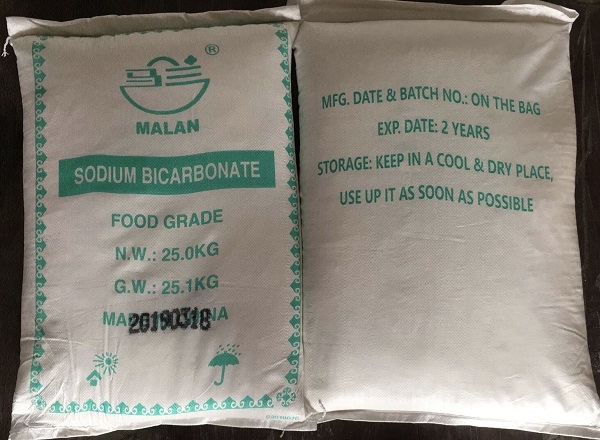 ®
MALAN
SODIUM BICARBONATE
FOOD GRADE
N.W.: 25.0KG
G.W.: 25.1KG
20190318
MFG. DATE & BATCH NO.: ON THE BAG
EXP. DATE: 2 YEARS
STORAGE: KEEP IN A COOL & DRY PLACE,
USE UP IT AS SOON AS POSSIBLE